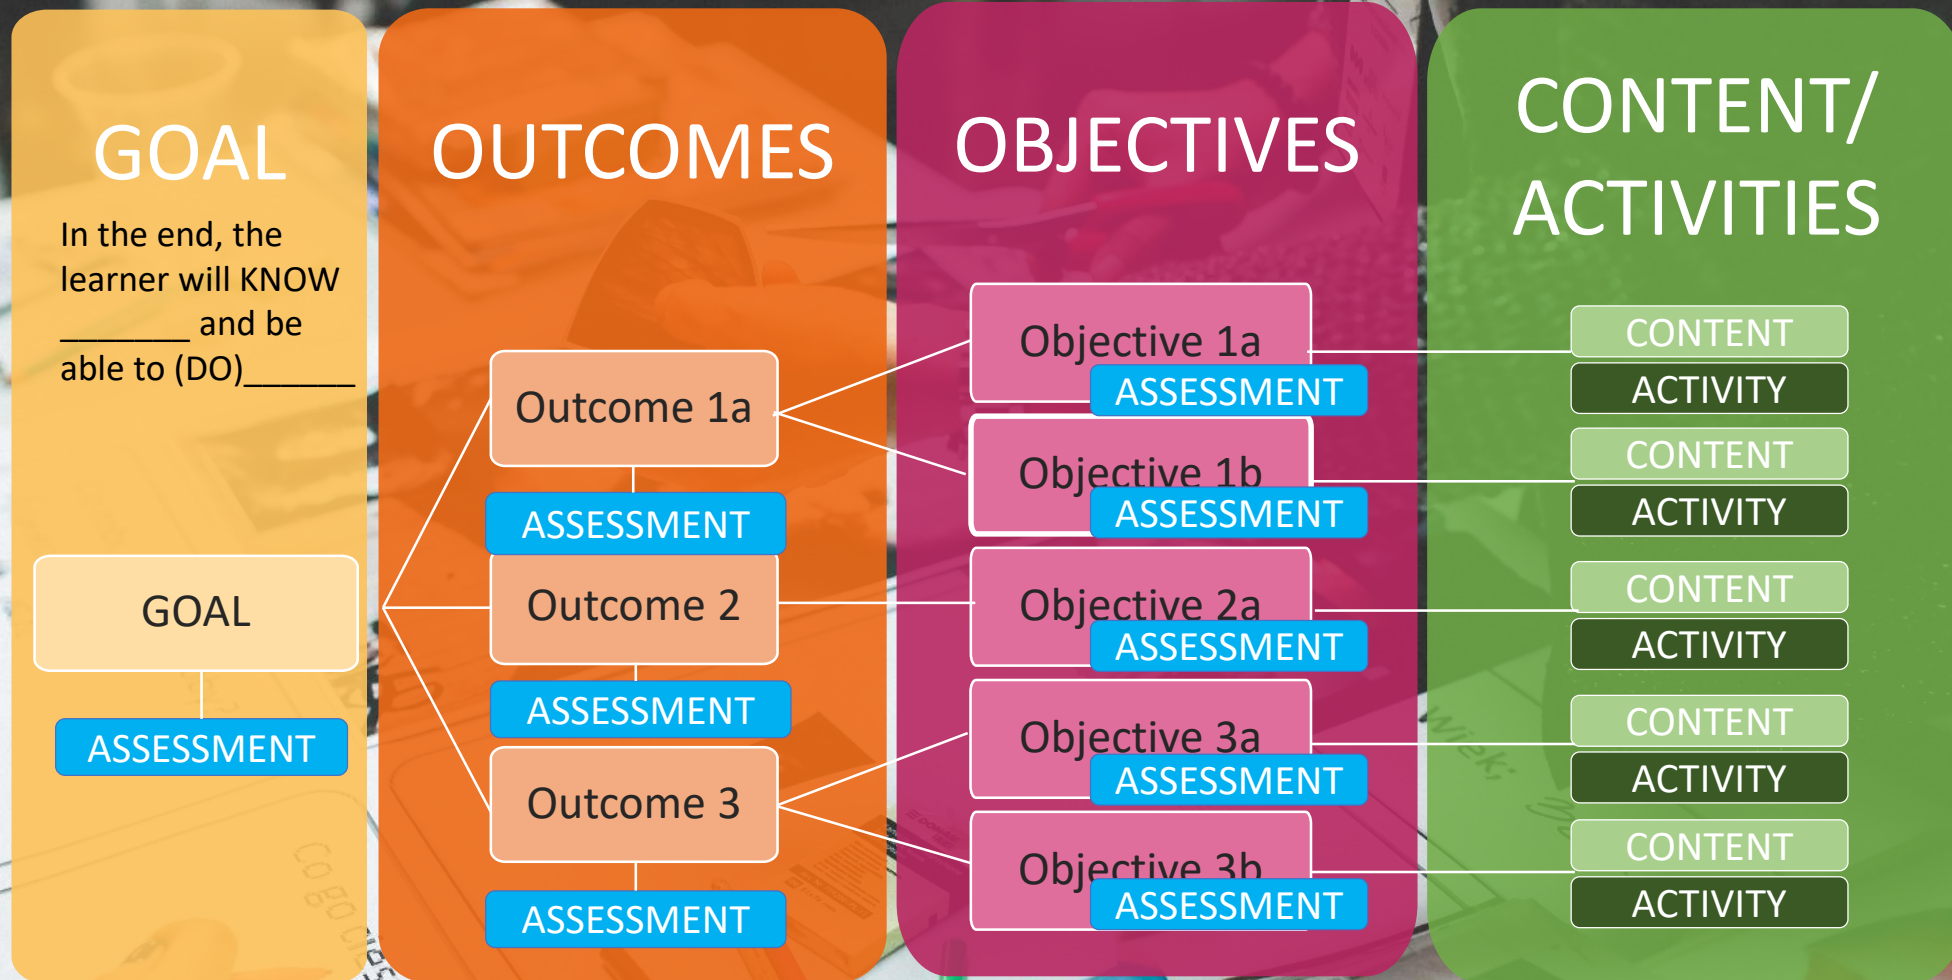 GOAL
In the end, the
learner will KNOW
_______ and be
able to (DO)______
GOAL
ASSESSMENT
OUTCOMES
Outcome 1a
ASSESSMENT
Outcome 2
ASSESSMENT
Outcome 3
ASSESSMENT
OBJECTIVES
Objective 1a
ASSESSMENT
Objective 1b
ASSESSMENT
Objective 2a
ASSESSMENT
Objective 3a
ASSESSMENT
Objective 3b
ASSESSMENT
CONTENT/
ACTIVITIES
CONTENT
ACTIVITY
CONTENT
ACTIVITY
CONTENT
ACTIVITY
CONTENT
ACTIVITY
CONTENT
ACTIVITY